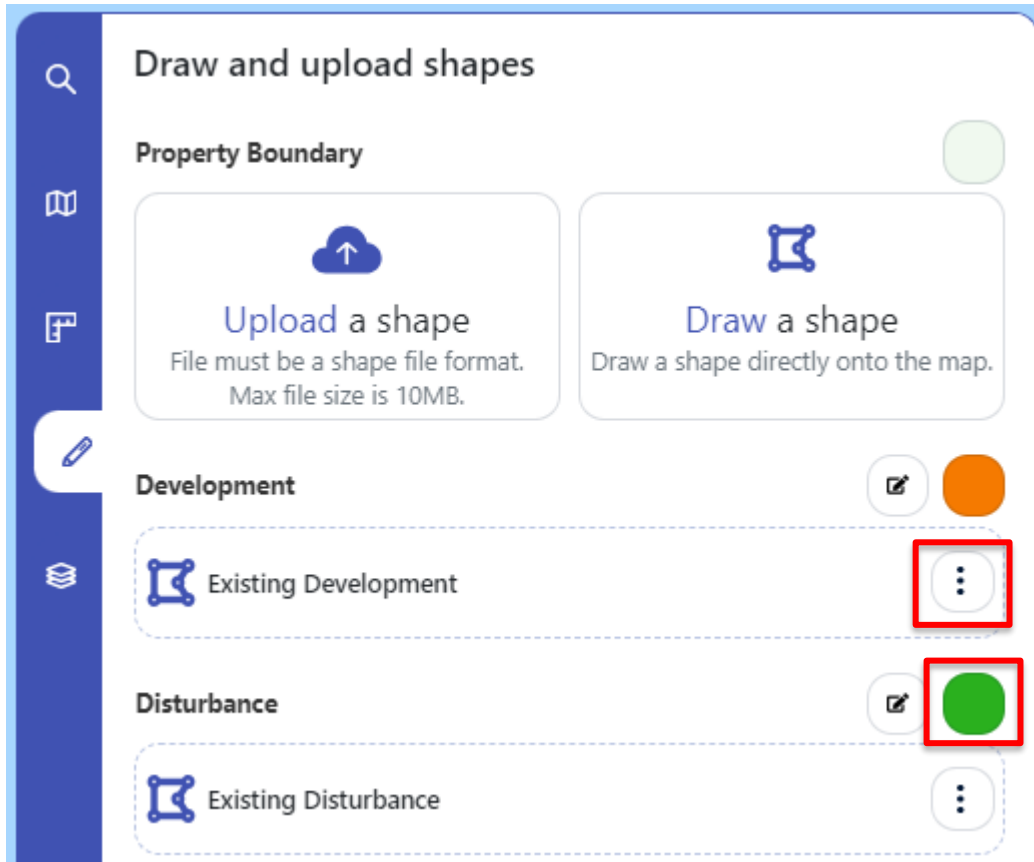 Draw and upload shapes
Property Boundary
Upload a shape
File must be a shape file format.
Max file size is 10MB.
Draw a shape
Draw a shape directly onto the map.
Development
Existing Development
Disturbance
Existing Disturbance